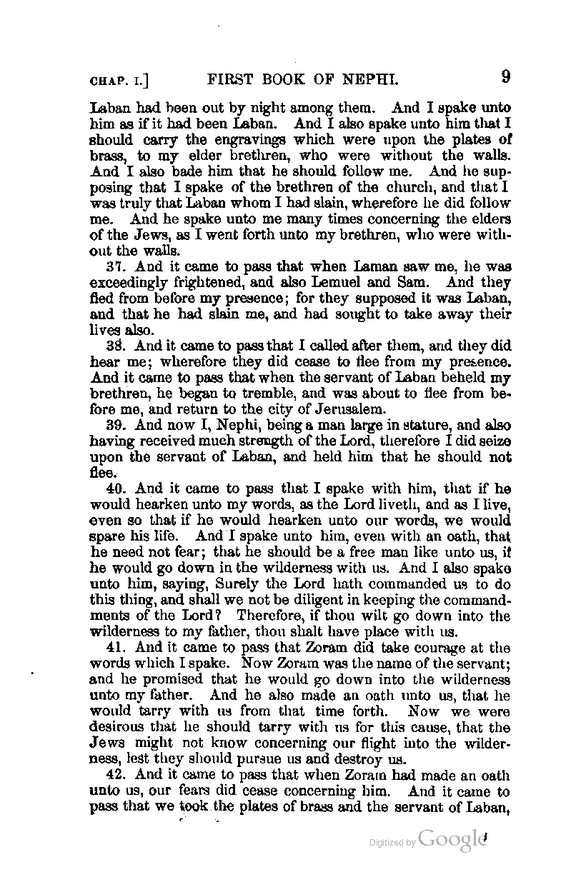 CHAP. I.] FIRST BOOK OF NEPHI. 9
Laban had been out by night among them. And I spake unto
him as if it had been Laban. And I also spake unto him that I
should carry the engravings which were upon the plates of
brass, to my elder brethren, who were without the walls.
And I also bade him that he should follow me. And he sup-
posing that I spake of the brethren of the church, and that I
was truly that Laban whom I had slain, wherefore he did follow
me. And he spake unto me many times concerning the elders
of the Jews, as I went forth unto my brethren, who were with-
out the walls.
37. And it came to pass that when Laman saw me, he was
exceedingly frightened, and also Lemuel and Sam. And they
fled from before my presence; for they supposed it was Laban,
and that he had slain me, and had sought to take away their
lives also.
38. And it came to pass that I called after them, and they did
hear me; wherefore they did cease to flee from my presence.
And it came to pass that when the servant of Laban beheld my
brethren, he began to tremble, and was about to flee from be-
fore me, and return to the city of Jerusalem.
39. And now I, Nephi, being a man large in stature, and also
having received much strength of the Lord, therefore I did seize
upon the servant of Laban, and held him that he should not
flee.
40. And it came to pass that I spake with him, that if he
would hearken unto my words, as the Lord liveth, and as I live,
even so that if he would hearken unto our words, we would
spare his life. And I spake unto him, even with an oath, that
he need not fear; that he should be a free man like unto us, if
he would go down in the wilderness with us. And I also spake
unto him, saying, Surely the Lord hath commanded us to do
this thing, and shall we not be diligent in keeping the command-
ments of the Lord? Therefore, if thou wilt go down into the
wilderness to my father, thou shalt have place with us.
41. And it came to pass that Zoram did take courage at the
words which I spake. Now Zoram was the name of the servant;
and he promised that he would go down into the wilderness
unto my father. And he also made an oath unto us, that he
would tarry with us from that time forth. Now we were
desirous that he should tarry with us for this cause, that the
Jews might not know concerning our flight into the wilder-
ness, lest they should pursue us and destroy us.
42. And it came to pass that when Zoram had made an oath
unto us, our fears did cease concerning him. And it came to
pass that we took the plates of brass and the servant of Laban,
Digitized by Google